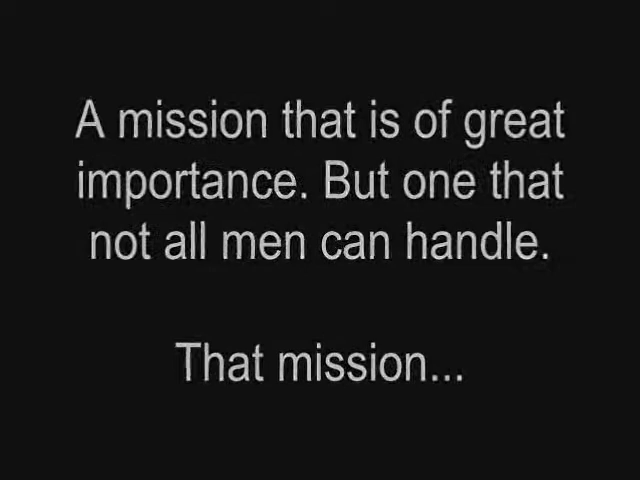 A mission that is of great
importance. But one that
not all men can handle.
That mission...